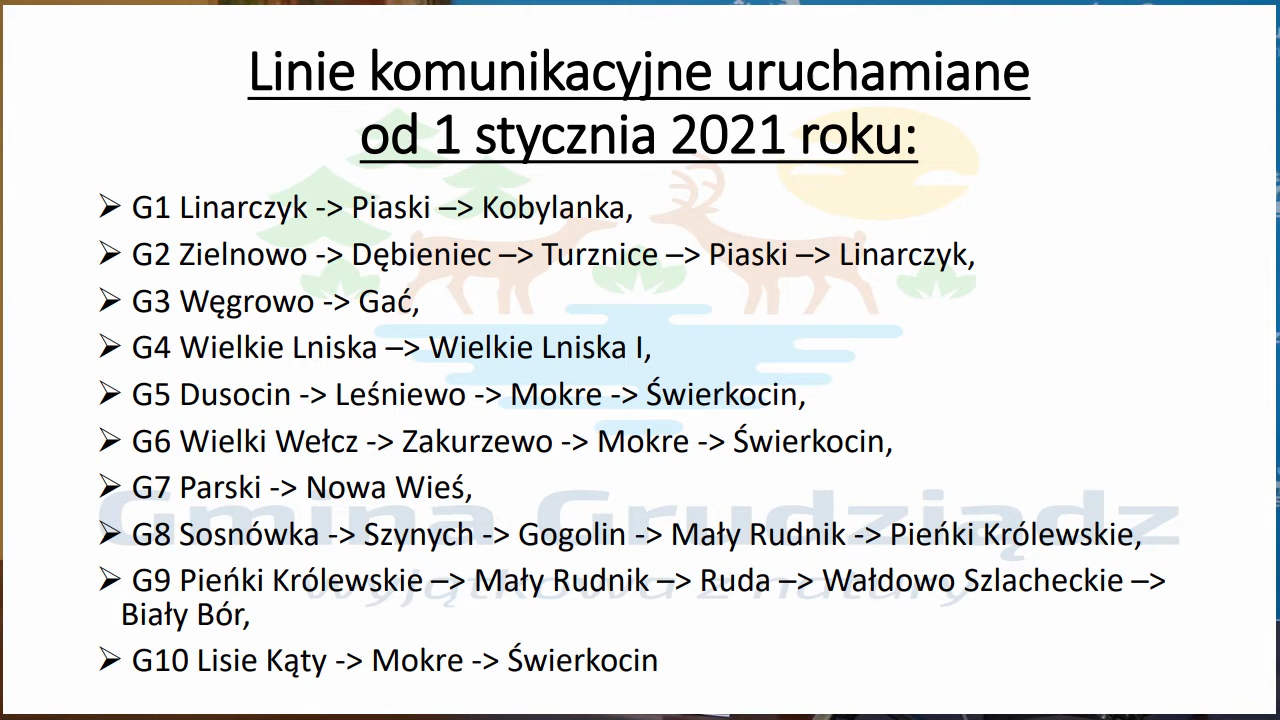 Linie komunikacyjne uruchamiane
od 1 stycznia 2021 roku:
➢ G1 Linarczyk -> Piaski –> Kobylanka,
➢ G2 Zielnowo -> Dębieniec –> Turznice –> Piaski –> Linarczyk,
➢ G3 Węgrowo -> Gać,
➢ G4 Wielkie Lniska –> Wielkie Lniska I,
➢ G5 Dusocin -> Leśniewo -> Mokre -> Świerkocin,
➢ G6 Wielki Wełcz -> Zakurzewo -> Mokre -> Świerkocin,
➢ G7 Parski -> Nowa Wieś,
Gmina Grudziądz
➢ G8 Sosnówka -> Szynych -> Gogolin -> Mały Rudnik -> Pieńki Królewskie,
➢ G9 Pieńki Królewskie –> Mały Rudnik –> Ruda –> Wałdowo Szlacheckie –>
wyjątkowa z natury
Biały Bór,
➢ G10 Lisie Kąty -> Mokre -> Świerkocin